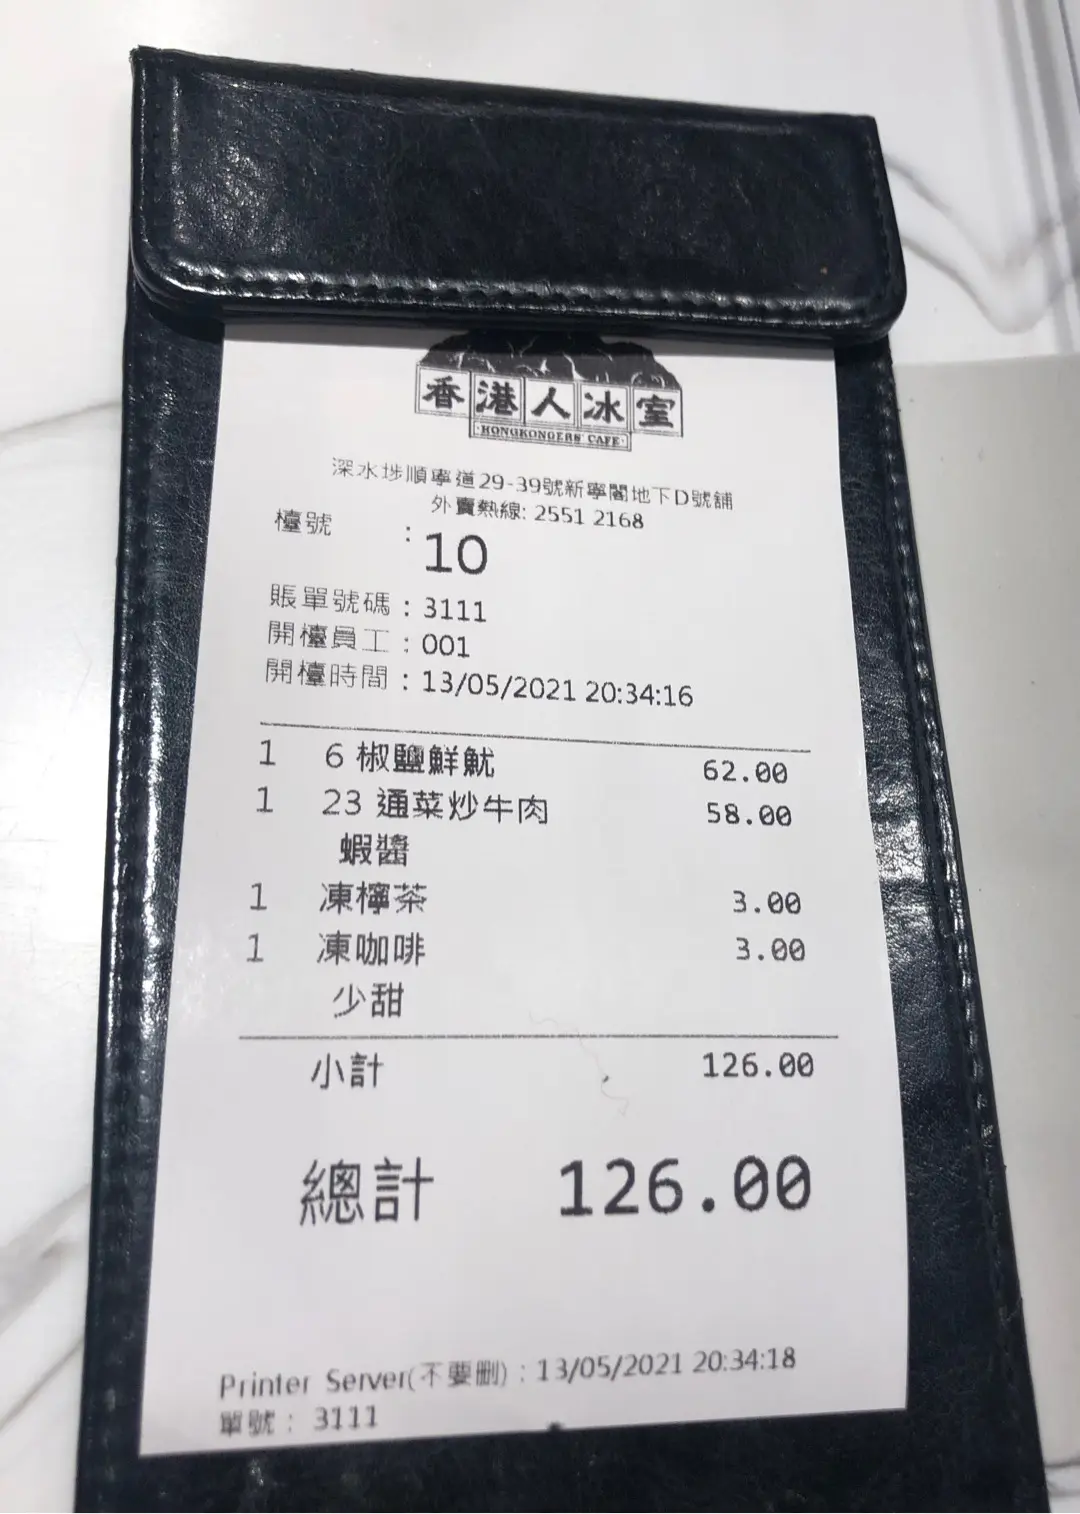 香港人冰室
HONGKONGERS' CAFE
深水埗順寧道29-39號新寧閣地下D號舖
外賣熱線: 2551 2168
檯號 : 10
賬單號碼 : 3111
開檯員工 : 001
開檯時間 : 13/05/2021 20:34:16
1 6 椒鹽鮮魷 62.00
1 23 通菜炒牛肉 58.00
蝦醬
1 凍檸茶 3.00
1 凍咖啡 3.00
少甜
小計 126.00
總計 126.00
Printer Server(不要刪) : 13/05/2021 20:34:18
單號 : 3111